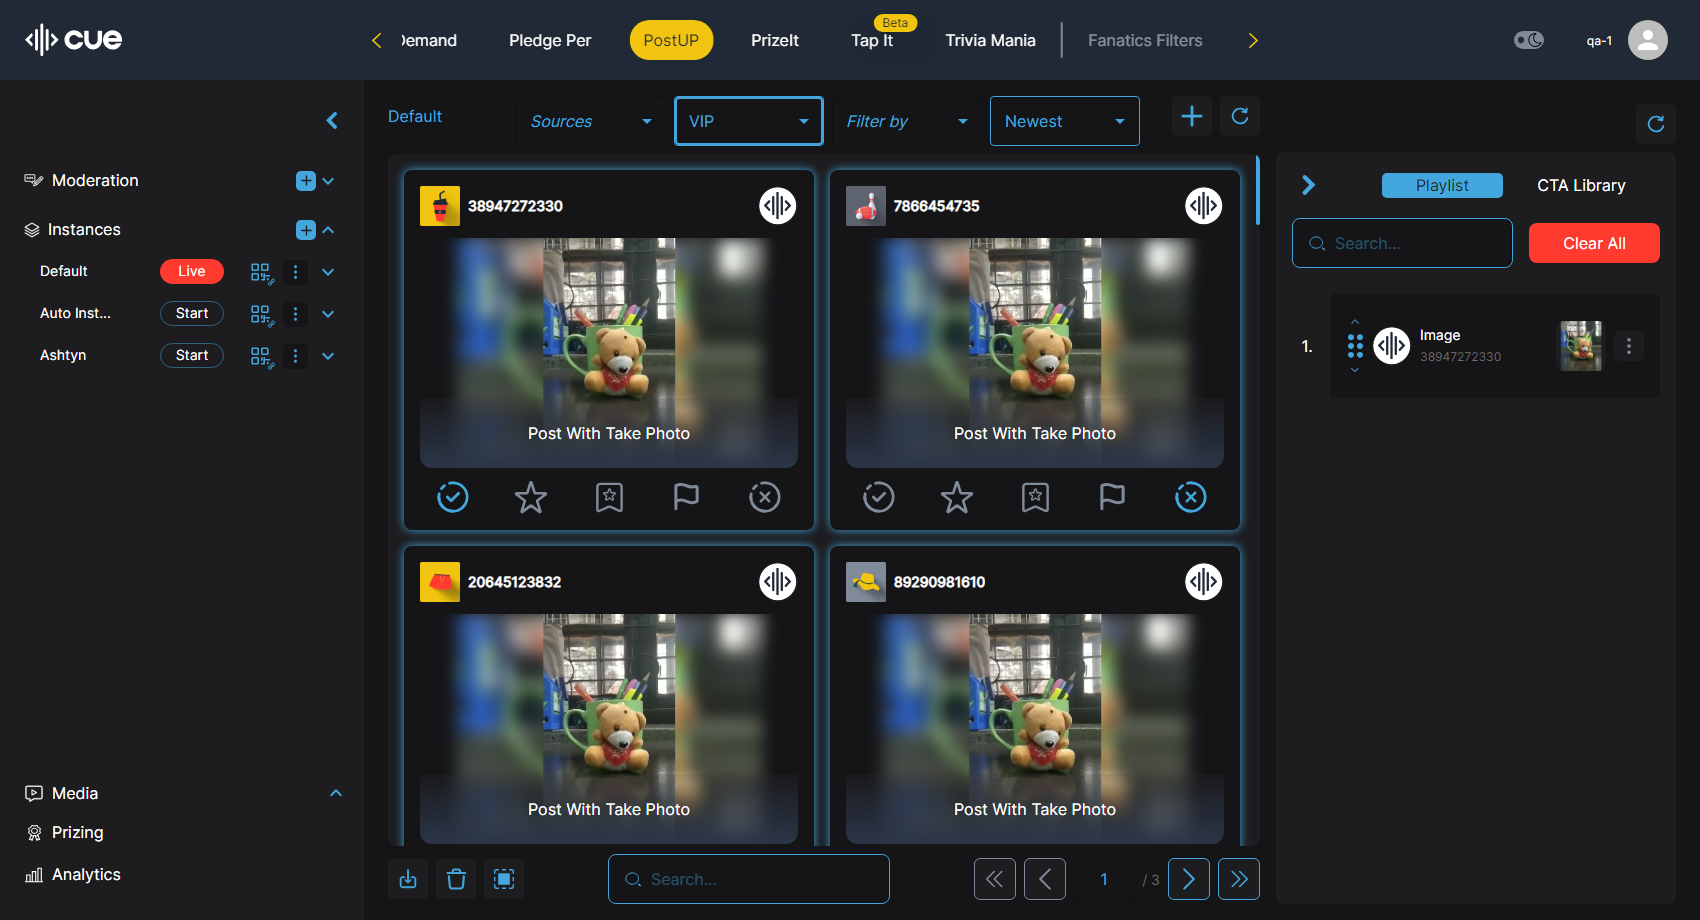 cue
Demand
Pledge Per
PostUP
PrizeIt
Beta
Tap It
Trivia Mania
Fanatics Filters
qa-1
Default
Sources
VIP
Filter by
Newest
Moderation
Instances
Default
Live
Auto Inst...
Start
Ashtyn
Start
Media
Prizing
Analytics
38947272330
Post With Take Photo
7866454735
Post With Take Photo
20645123832
Post With Take Photo
89290981610
Post With Take Photo
Search...
1
/ 3
Playlist
CTA Library
Search...
Clear All
1.
Image
38947272330